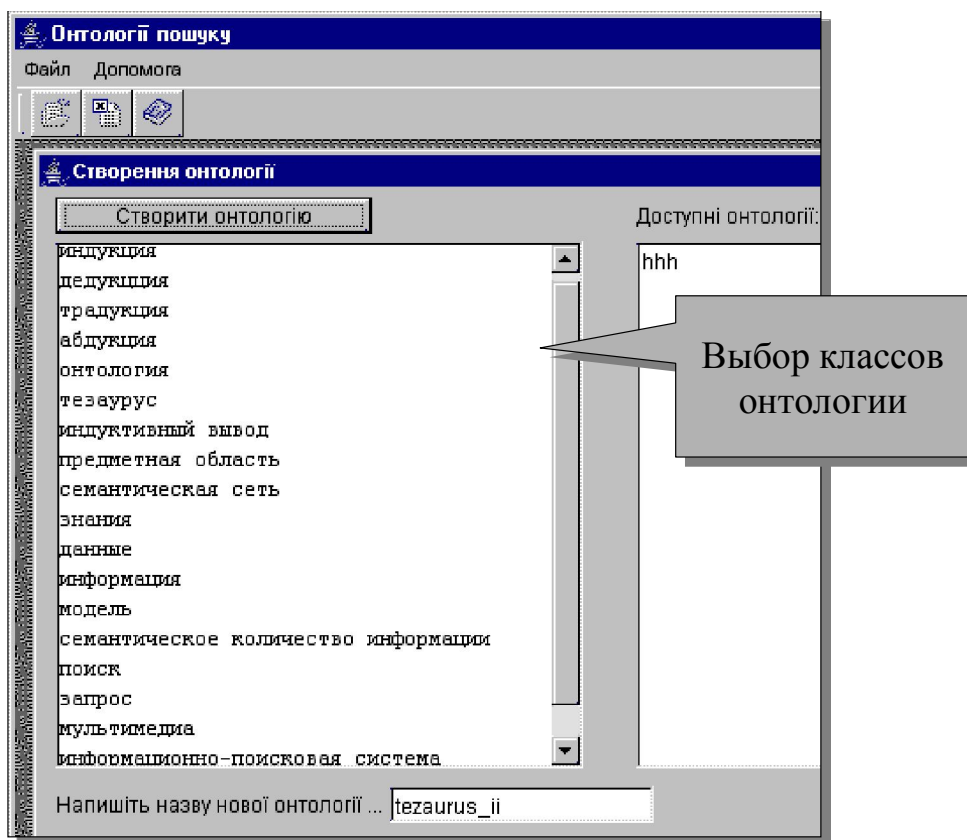 Онтології пошуку
Файл Допомога
Створення онтології
Створити онтологію
Доступні онтології:
индукция
дедукция
традукция
абдукция
онтология
тезаурус
индуктивный вывод
предметная область
семантическая сеть
знания
данные
информация
модель
семантическое количество информации
поиск
запрос
мультимедиа
информационно-поисковая система
hhh
Выбор классов
онтологии
Напишіть назву нової онтології ... tezaurus_ii